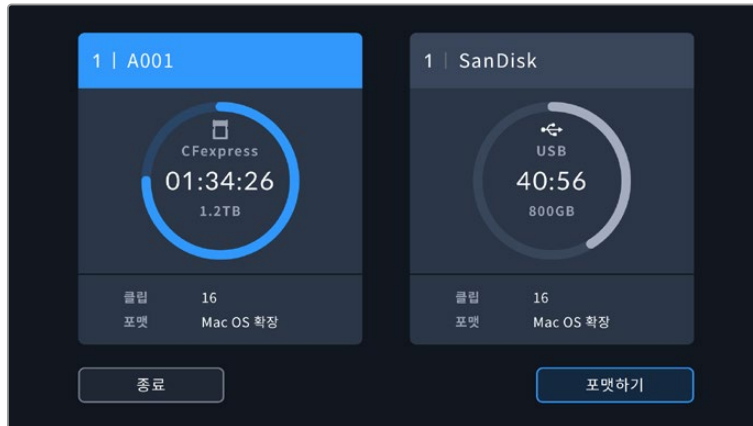 1 | A001
CFexpress
01:34:26
1.2TB
클립 16
포맷 Mac OS 확장
1 | SanDisk
USB
40:56
800GB
클립 16
포맷 Mac OS 확장
종료
포맷하기